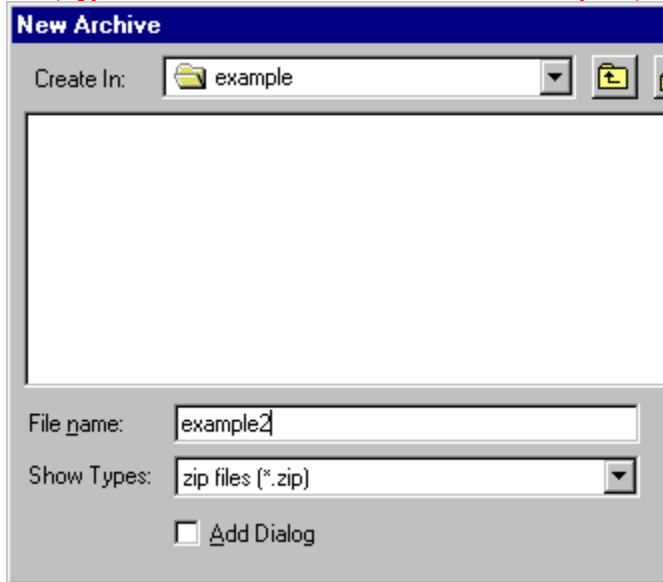 New Archive
Create In: example
File name: example2
Show Types: zip files (*.zip)
Add Dialog